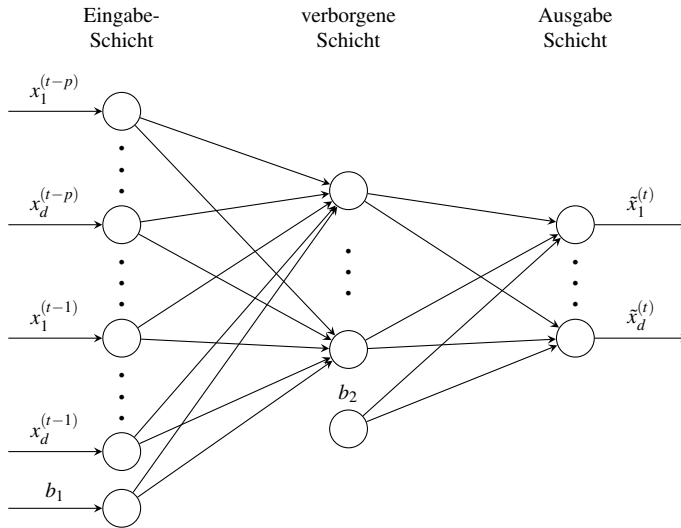 Eingabe-
Schicht
verborgene
Schicht
Ausgabe
Schicht
x_1^{(t−p)}
x_d^{(t−p)}
x_1^{(t−1)}
x_d^{(t−1)}
b_1
b_2
x̃_1^{(t)}
x̃_d^{(t)}